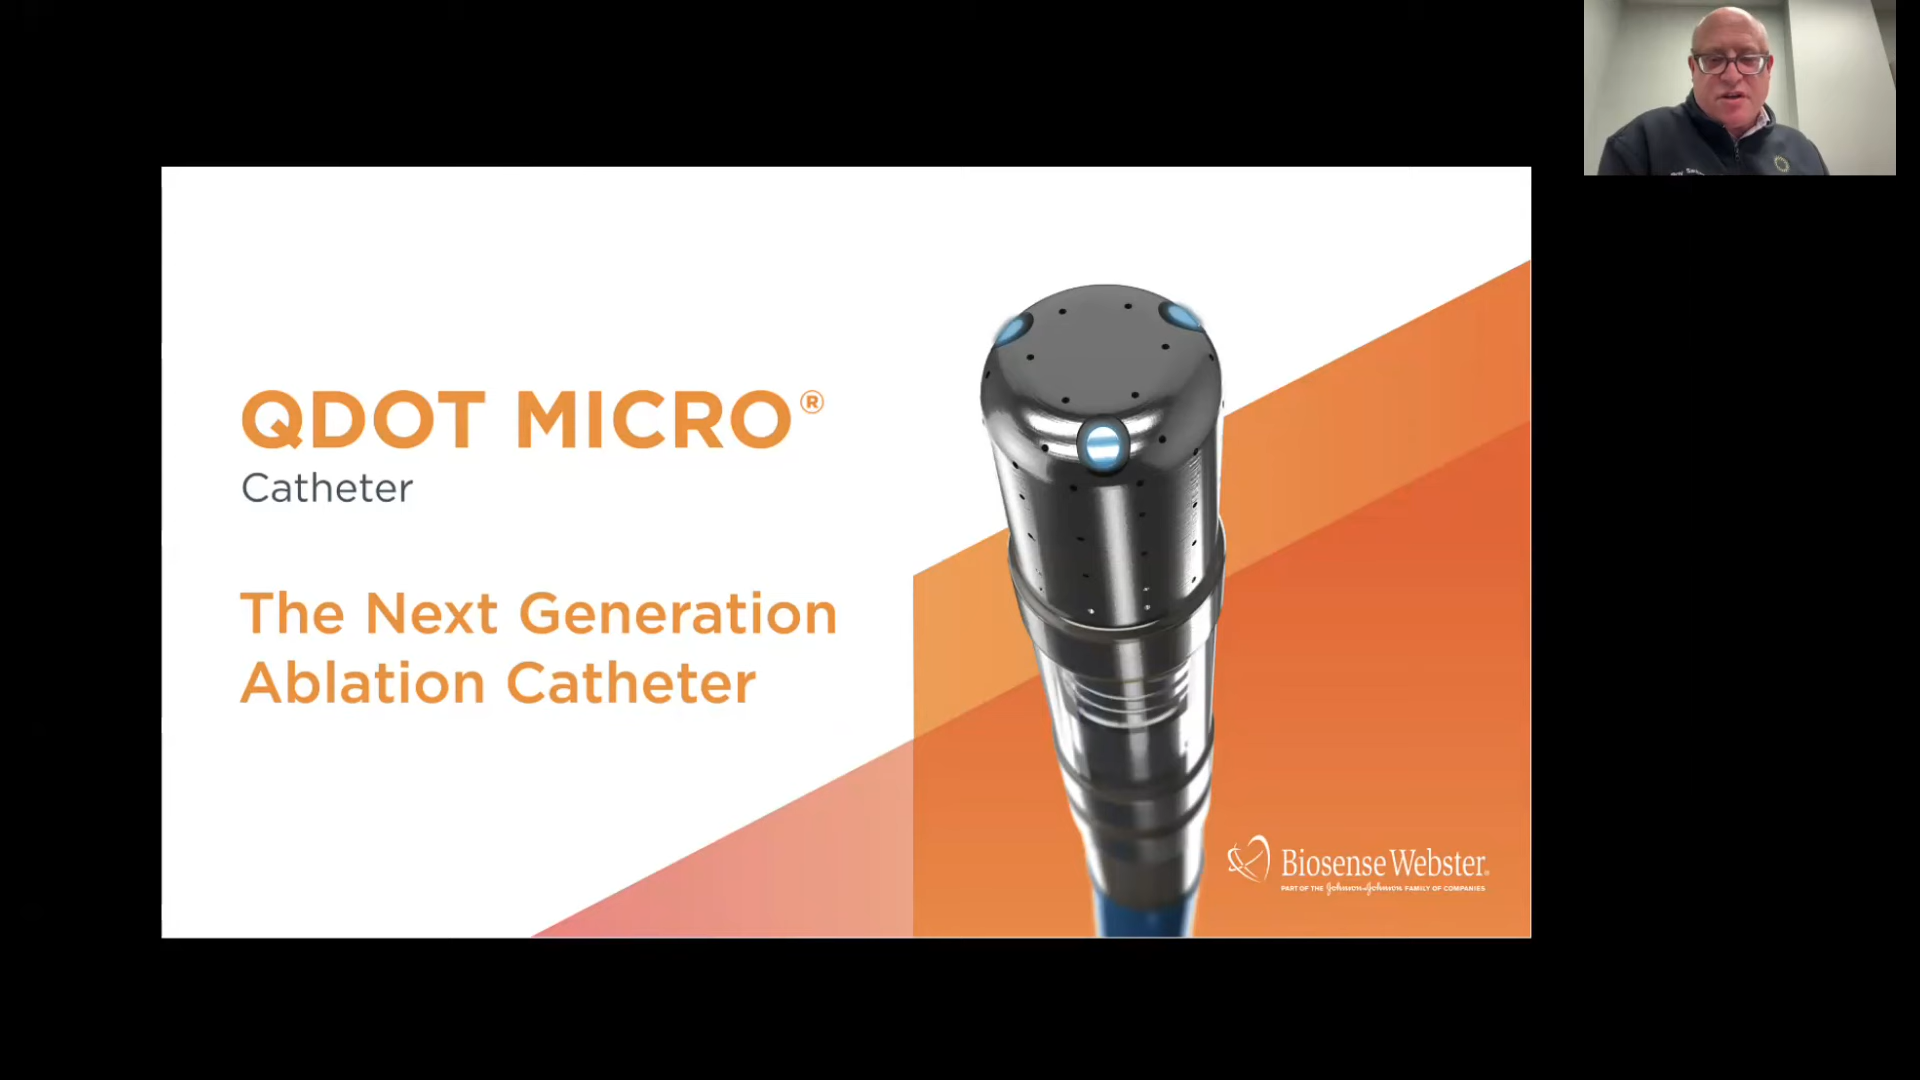 QDOT MICRO®
Catheter
The Next Generation
Ablation Catheter
Biosense Webster®
PART OF THE Johnson & Johnson FAMILY OF COMPANIES